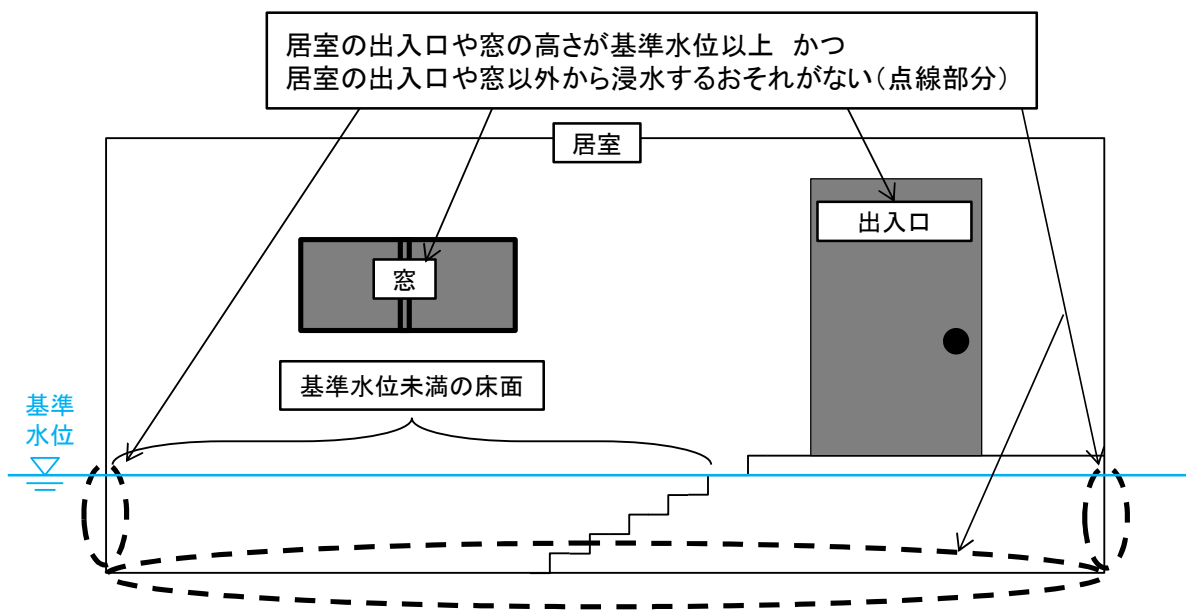 居室の出入口や窓の高さが基準水位以上 かつ
居室の出入口や窓以外から浸水するおそれがない(点線部分)
居室
出入口
窓
基準水位未満の床面
基準
水位